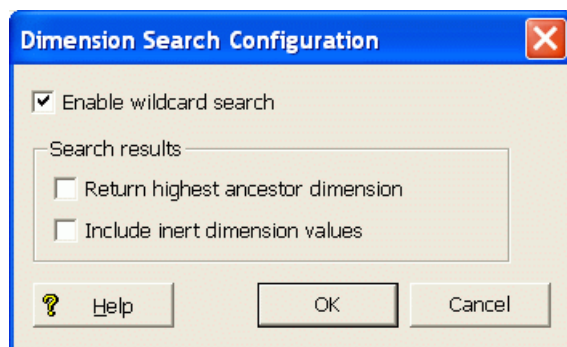 Dimension Search Configuration
Enable wildcard search
Search results
Return highest ancestor dimension
Include inert dimension values
? Help
OK
Cancel